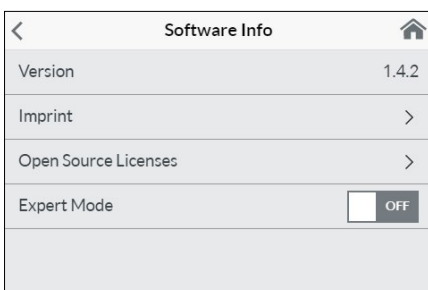 Software Info
Version 1.4.2
Imprint
Open Source Licenses
Expert Mode OFF